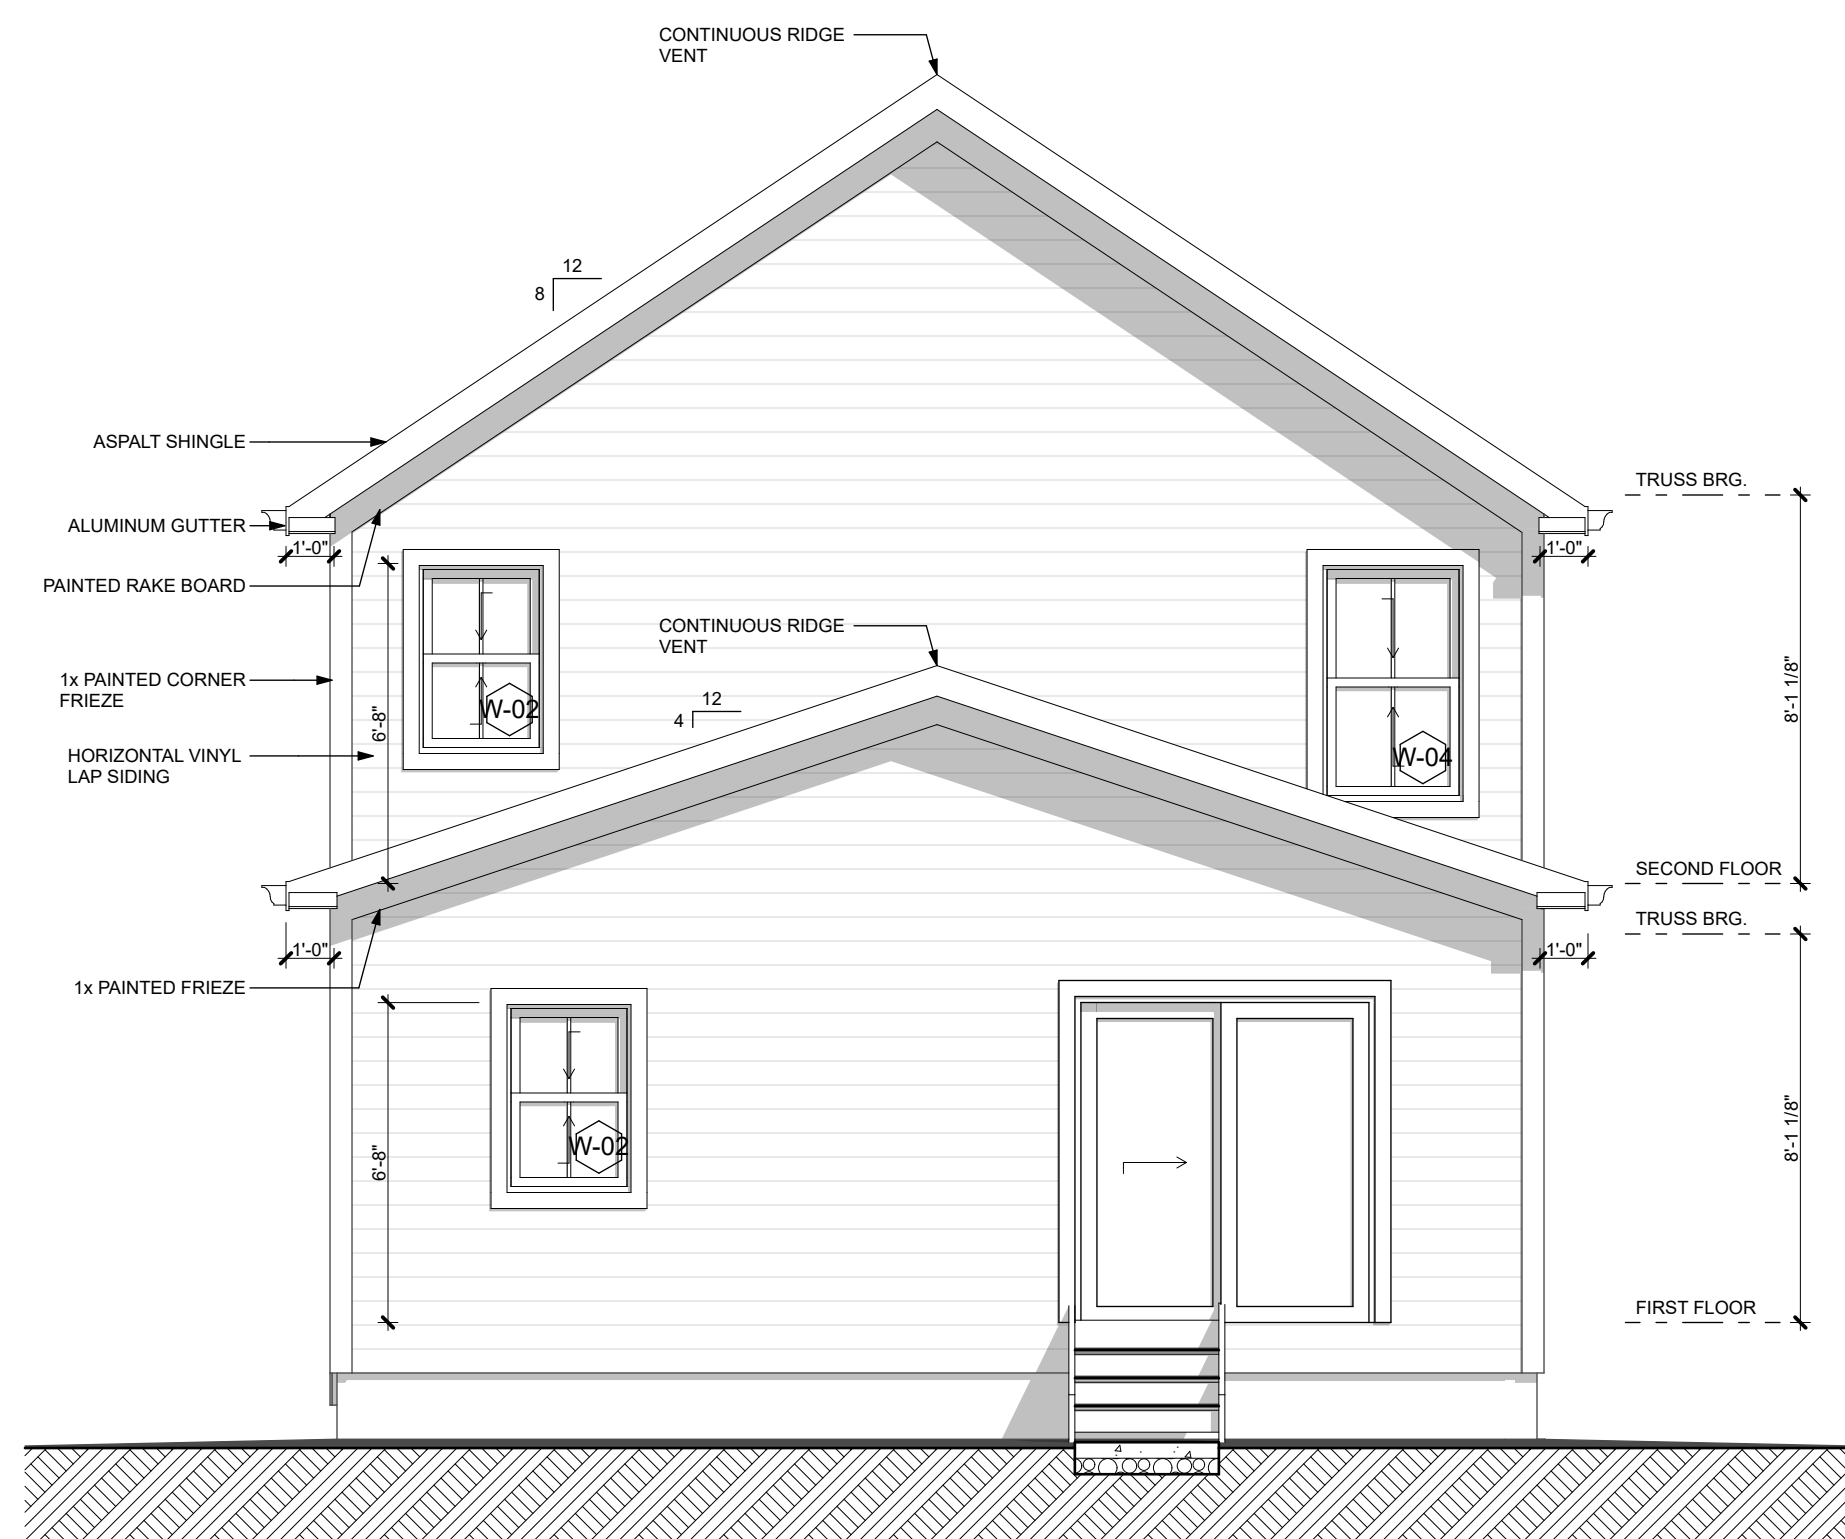 CONTINUOUS RIDGE
VENT
12
8
ASPALT SHINGLE
TRUSS BRG.
ALUMINUM GUTTER
1'-0"
1'-0"
PAINTED RAKE BOARD
CONTINUOUS RIDGE
VENT
1x PAINTED CORNER
FRIEZE
12
4
W-02
6'-8"
8'-1 1/8"
HORIZONTAL VINYL
LAP SIDING
W-04
SECOND FLOOR
TRUSS BRG.
1'-0"
1'-0"
1x PAINTED FRIEZE
W-02
6'-8"
8'-1 1/8"
FIRST FLOOR